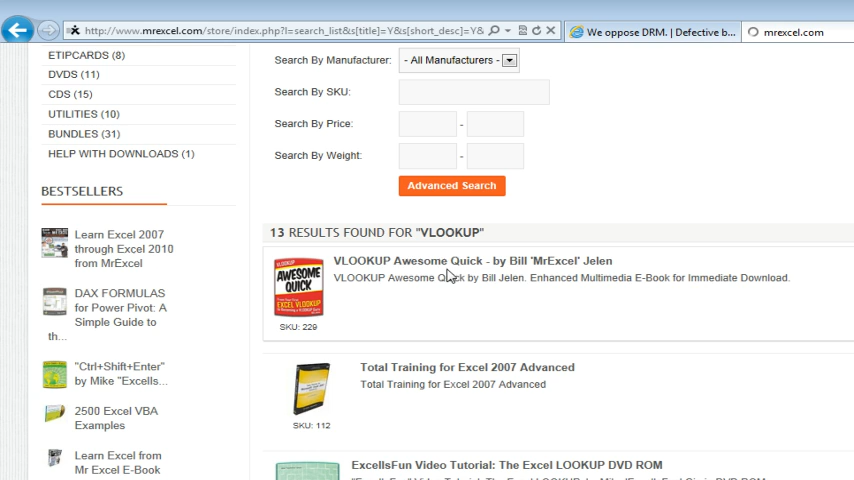 http://www.mrexcel.com/store/index.php?l=search_list&s[title]=Y&s[short_desc]=Y&
We oppose DRM. | Defective b...
mrexcel.com
ETIPCARDS (8)
DVDS (11)
CDS (15)
UTILITIES (10)
BUNDLES (31)
HELP WITH DOWNLOADS (1)
BESTSELLERS
Learn Excel 2007
through Excel 2010
from MrExcel
DAX FORMULAS
for Power Pivot: A
Simple Guide to
th...
"Ctrl+Shift+Enter"
by Mike "Excells...
2500 Excel VBA
Examples
Learn Excel from
Mr Excel E-Book
Search By Manufacturer:
- All Manufacturers -
Search By SKU:
Search By Price:
-
Search By Weight:
-
Advanced Search
13 RESULTS FOUND FOR "VLOOKUP"
VLOOKUP
AWESOME
QUICK
EXCEL VLOOKUP
SKU: 229
VLOOKUP Awesome Quick - by Bill 'MrExcel' Jelen
VLOOKUP Awesome Quick by Bill Jelen. Enhanced Multimedia E-Book for Immediate Download.
Total Training for Excel 2007 Advanced
Total Training for Excel 2007 Advanced
SKU: 112
ExcelIsFun Video Tutorial: The Excel LOOKUP DVD ROM